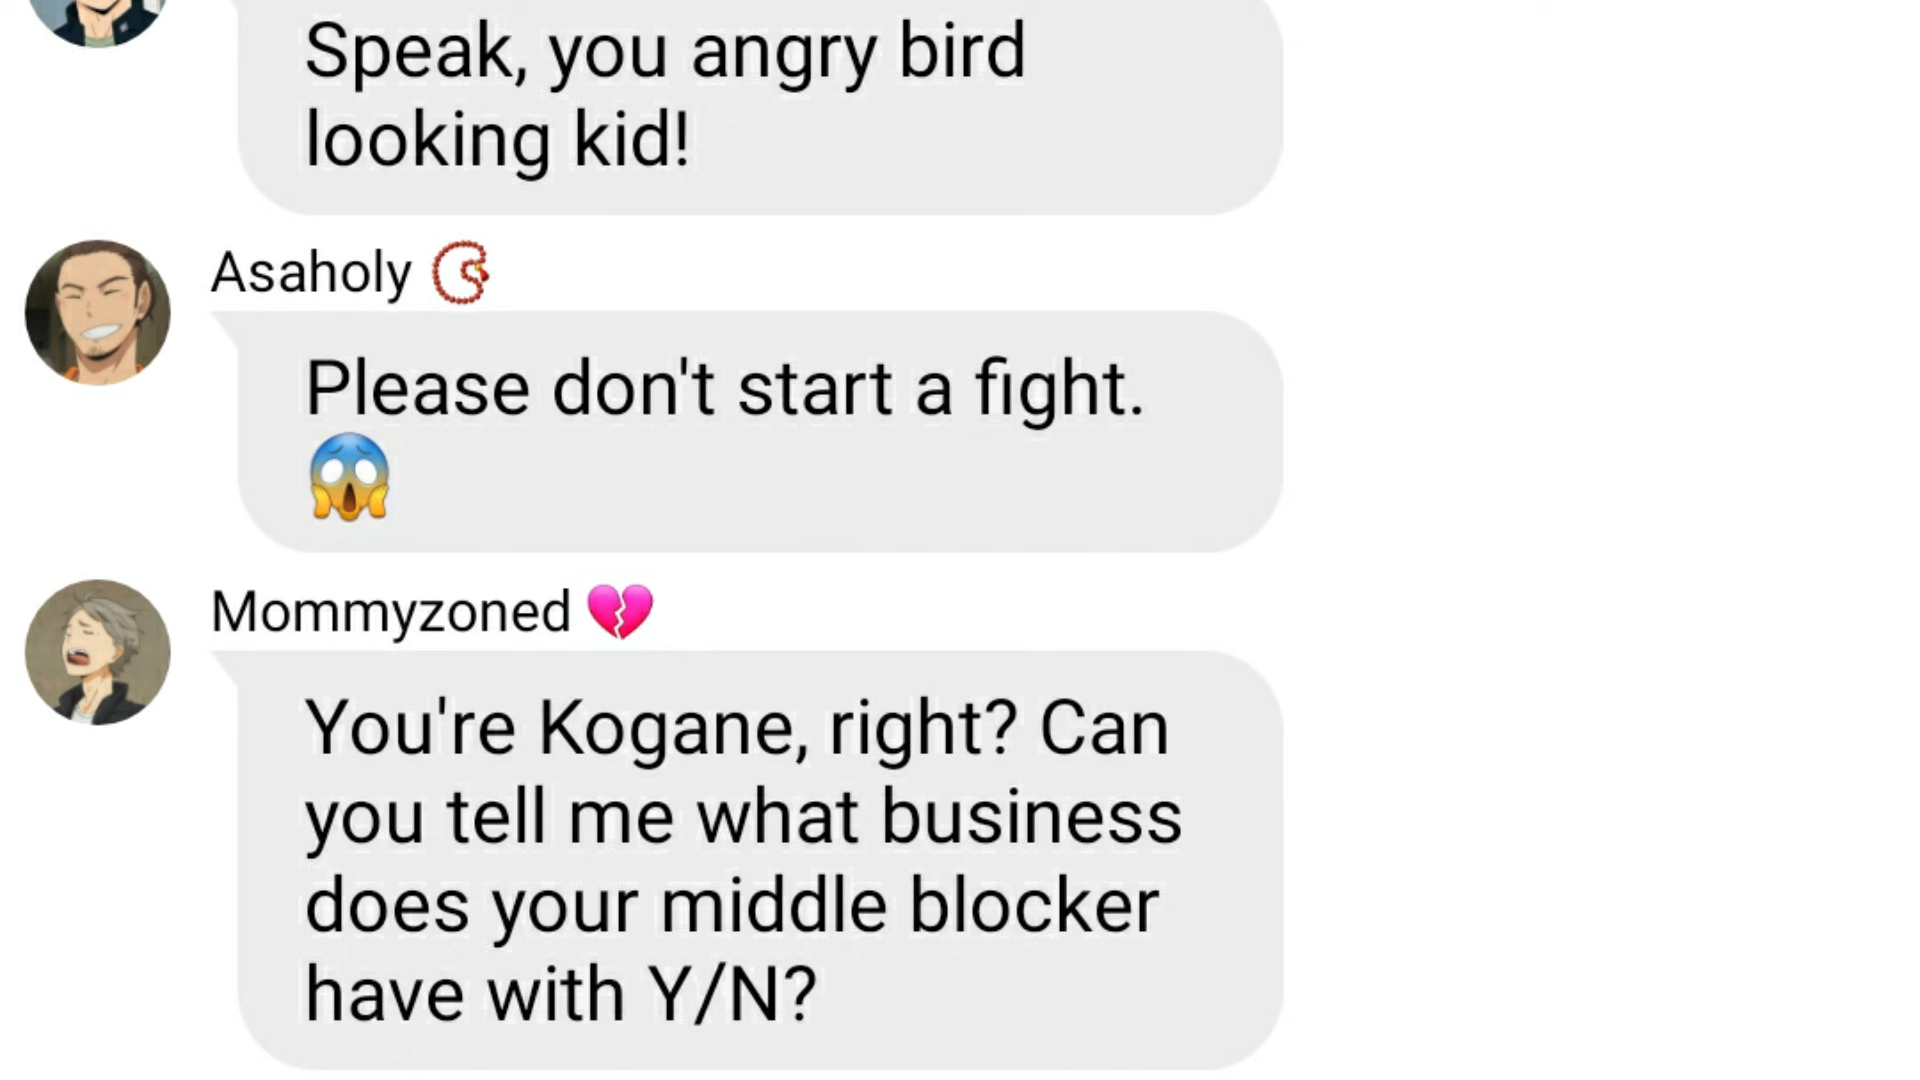 Speak, you angry bird
looking kid!
Asaholy 📿
Please don't start a fight.
😱
Mommyzoned 💔
You're Kogane, right? Can
you tell me what business
does your middle blocker
have with Y/N?